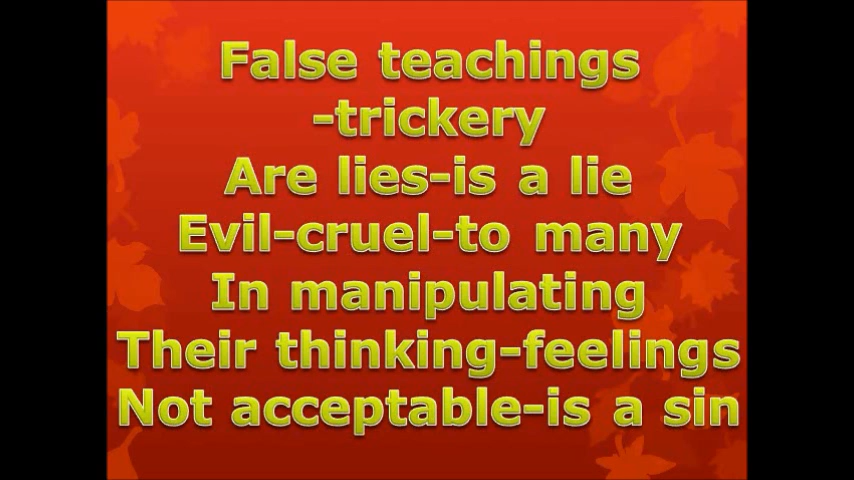 False teachings
-trickery
Are lies-is a lie
Evil-cruel-to many
In manipulating
Their thinking-feelings
Not acceptable-is a sin